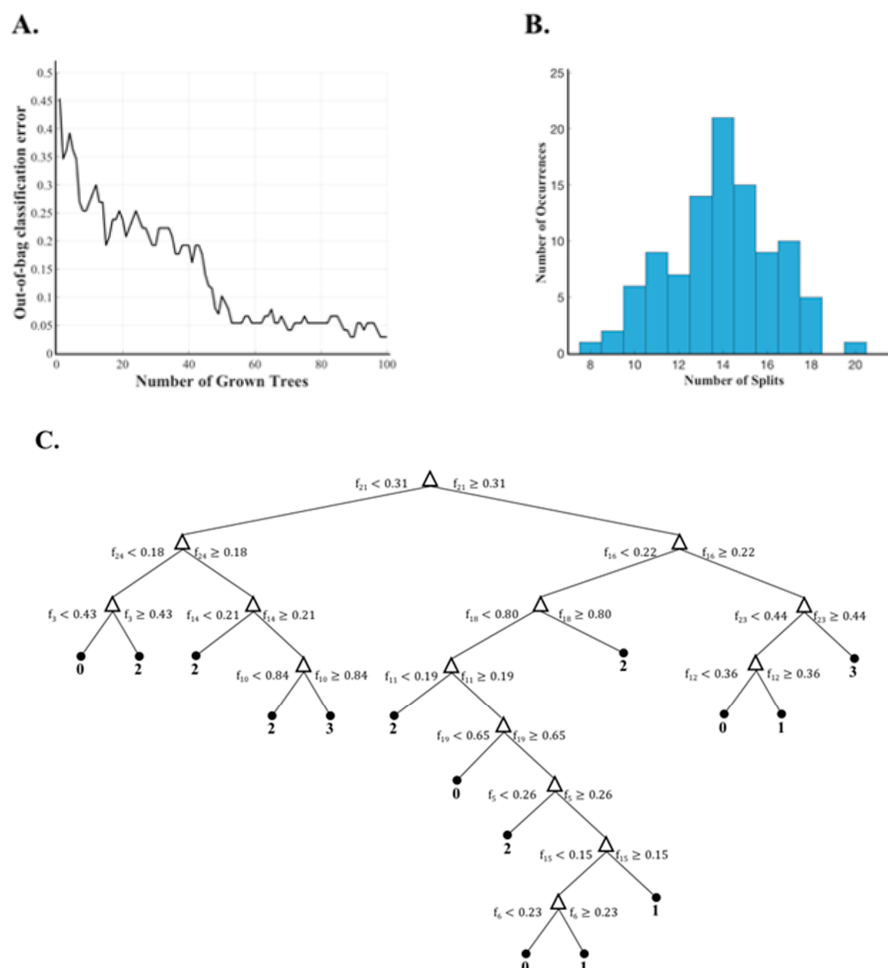 A.
B.
Out-of-bag classification error
0.5
0.45
0.4
0.35
0.3
0.25
0.2
0.15
0.1
0.05
0
0 20 40 60 80 100
Number of Grown Trees
Number of Occurrences
25
20
15
10
5
0
8 10 12 14 16 18 20
Number of Splits
C.
f21 < 0.31 f21 ≥ 0.31
f24 < 0.18 f24 ≥ 0.18 f16 < 0.22 f16 ≥ 0.22
f3 < 0.43 f3 ≥ 0.43 f14 < 0.21 f14 ≥ 0.21 f18 < 0.80 f18 ≥ 0.80 f23 < 0.44 f23 ≥ 0.44
0 2 2 2 3
f10 < 0.84 f10 ≥ 0.84 f11 < 0.19 f11 ≥ 0.19 f12 < 0.36 f12 ≥ 0.36
2 3 2 0 1
f19 < 0.65 f19 ≥ 0.65
0
f5 < 0.26 f5 ≥ 0.26
2
f15 < 0.15 f15 ≥ 0.15
1
f6 < 0.23 f6 ≥ 0.23
0 1